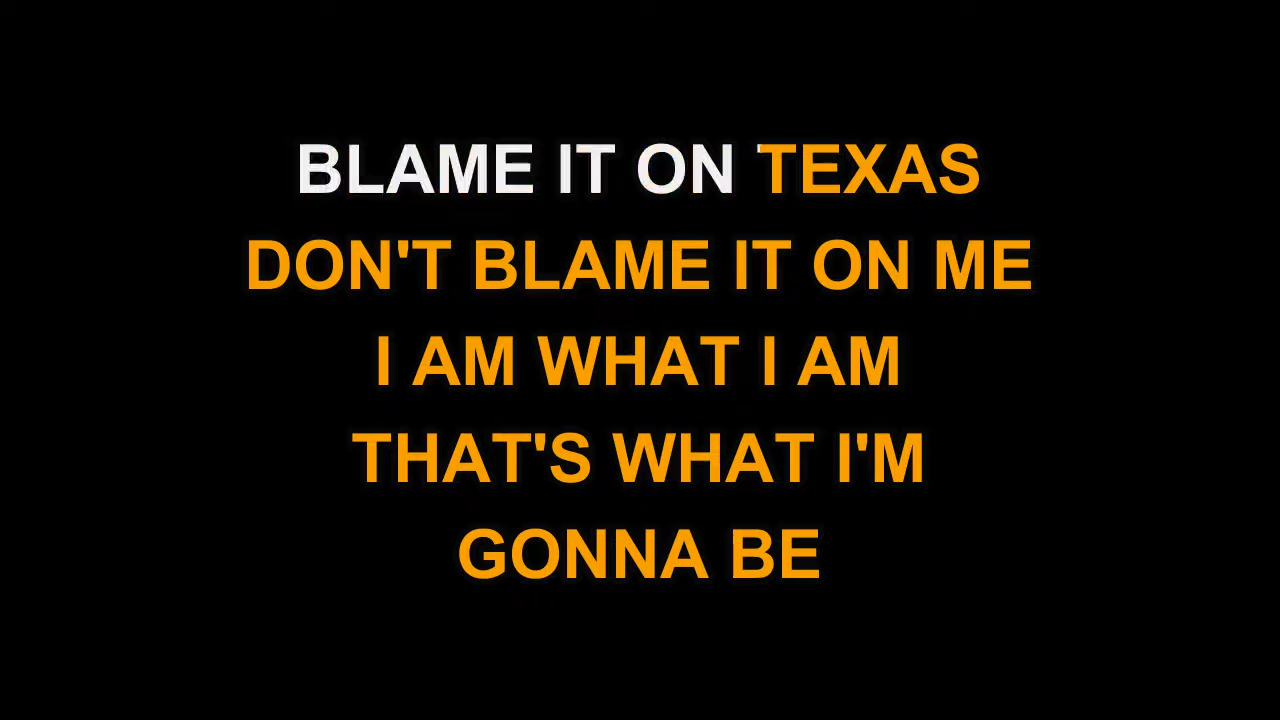 BLAME IT ON TEXAS
DON'T BLAME IT ON ME
I AM WHAT I AM
THAT'S WHAT I'M
GONNA BE